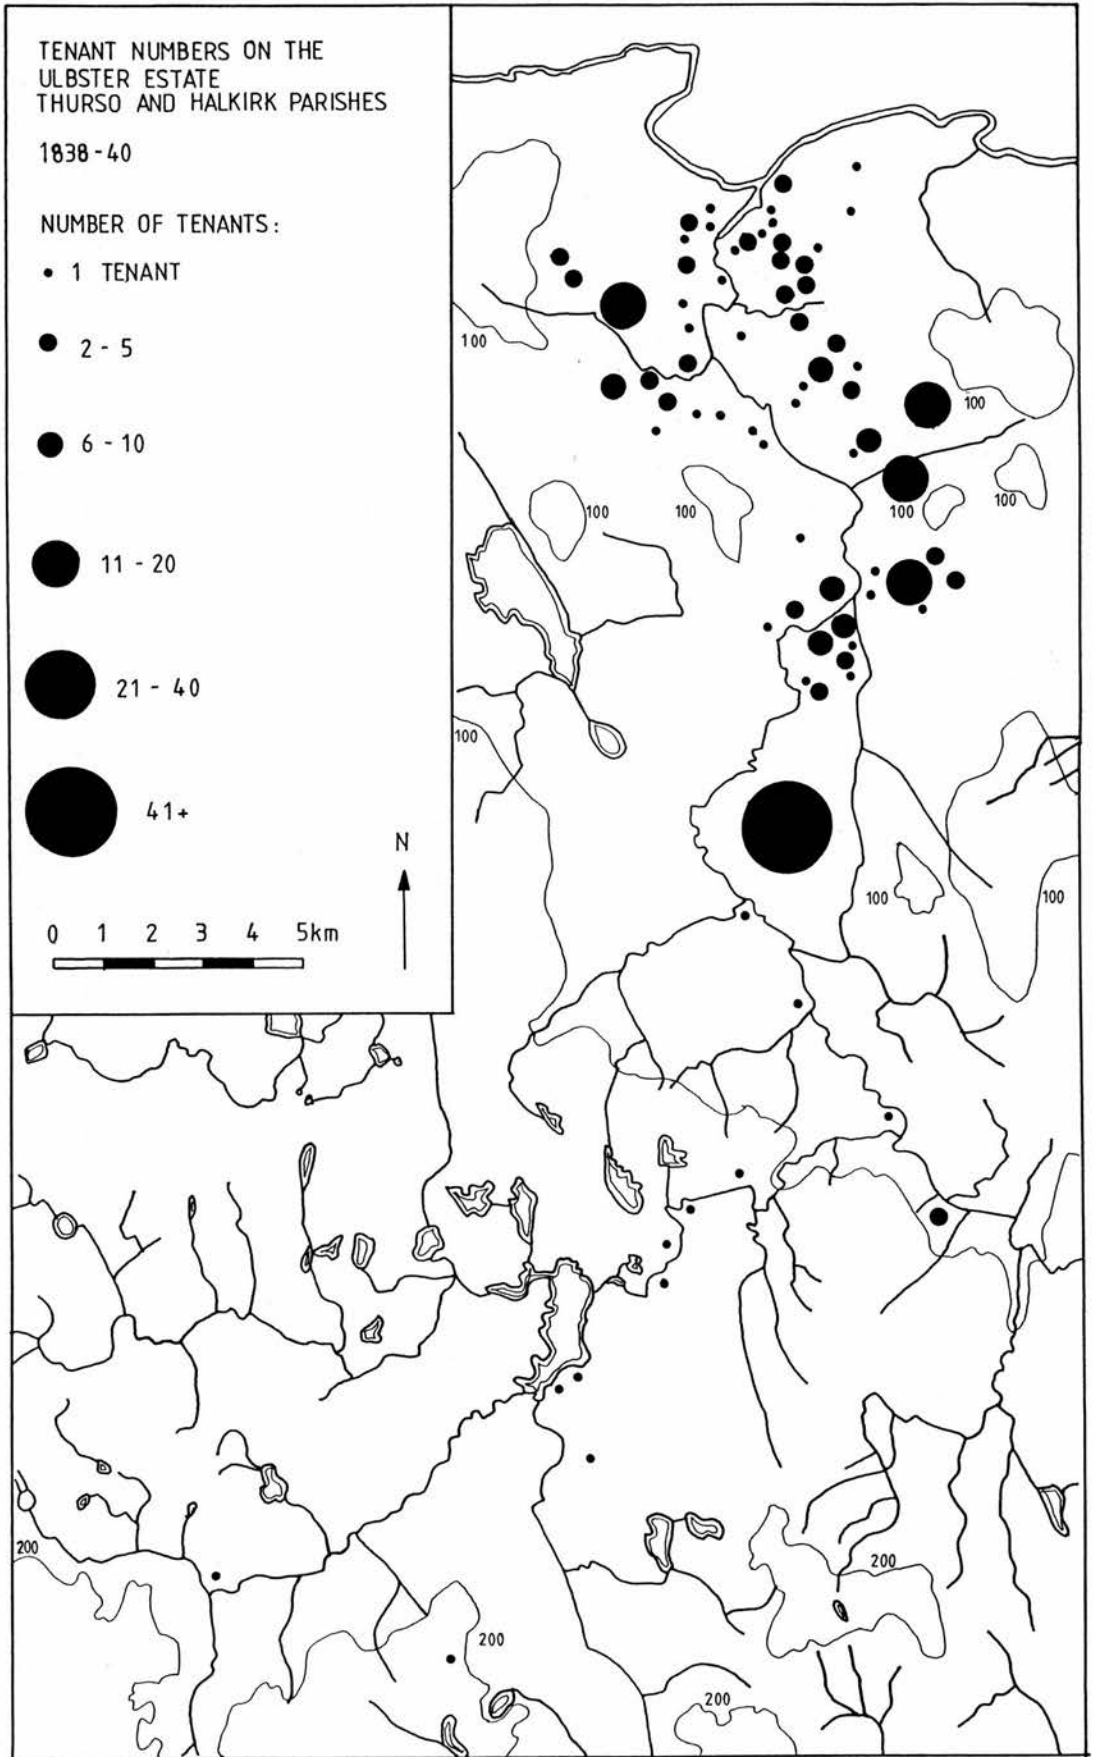 TENANT NUMBERS ON THE
ULBSTER ESTATE
THURSO AND HALKIRK PARISHES
1838-40
NUMBER OF TENANTS:
1 TENANT
2 - 5
6 - 10
11 - 20
21 - 40
41+
N
0 1 2 3 4 5km
100
100
100
100
100
100
100
100
100
200
200
200
200